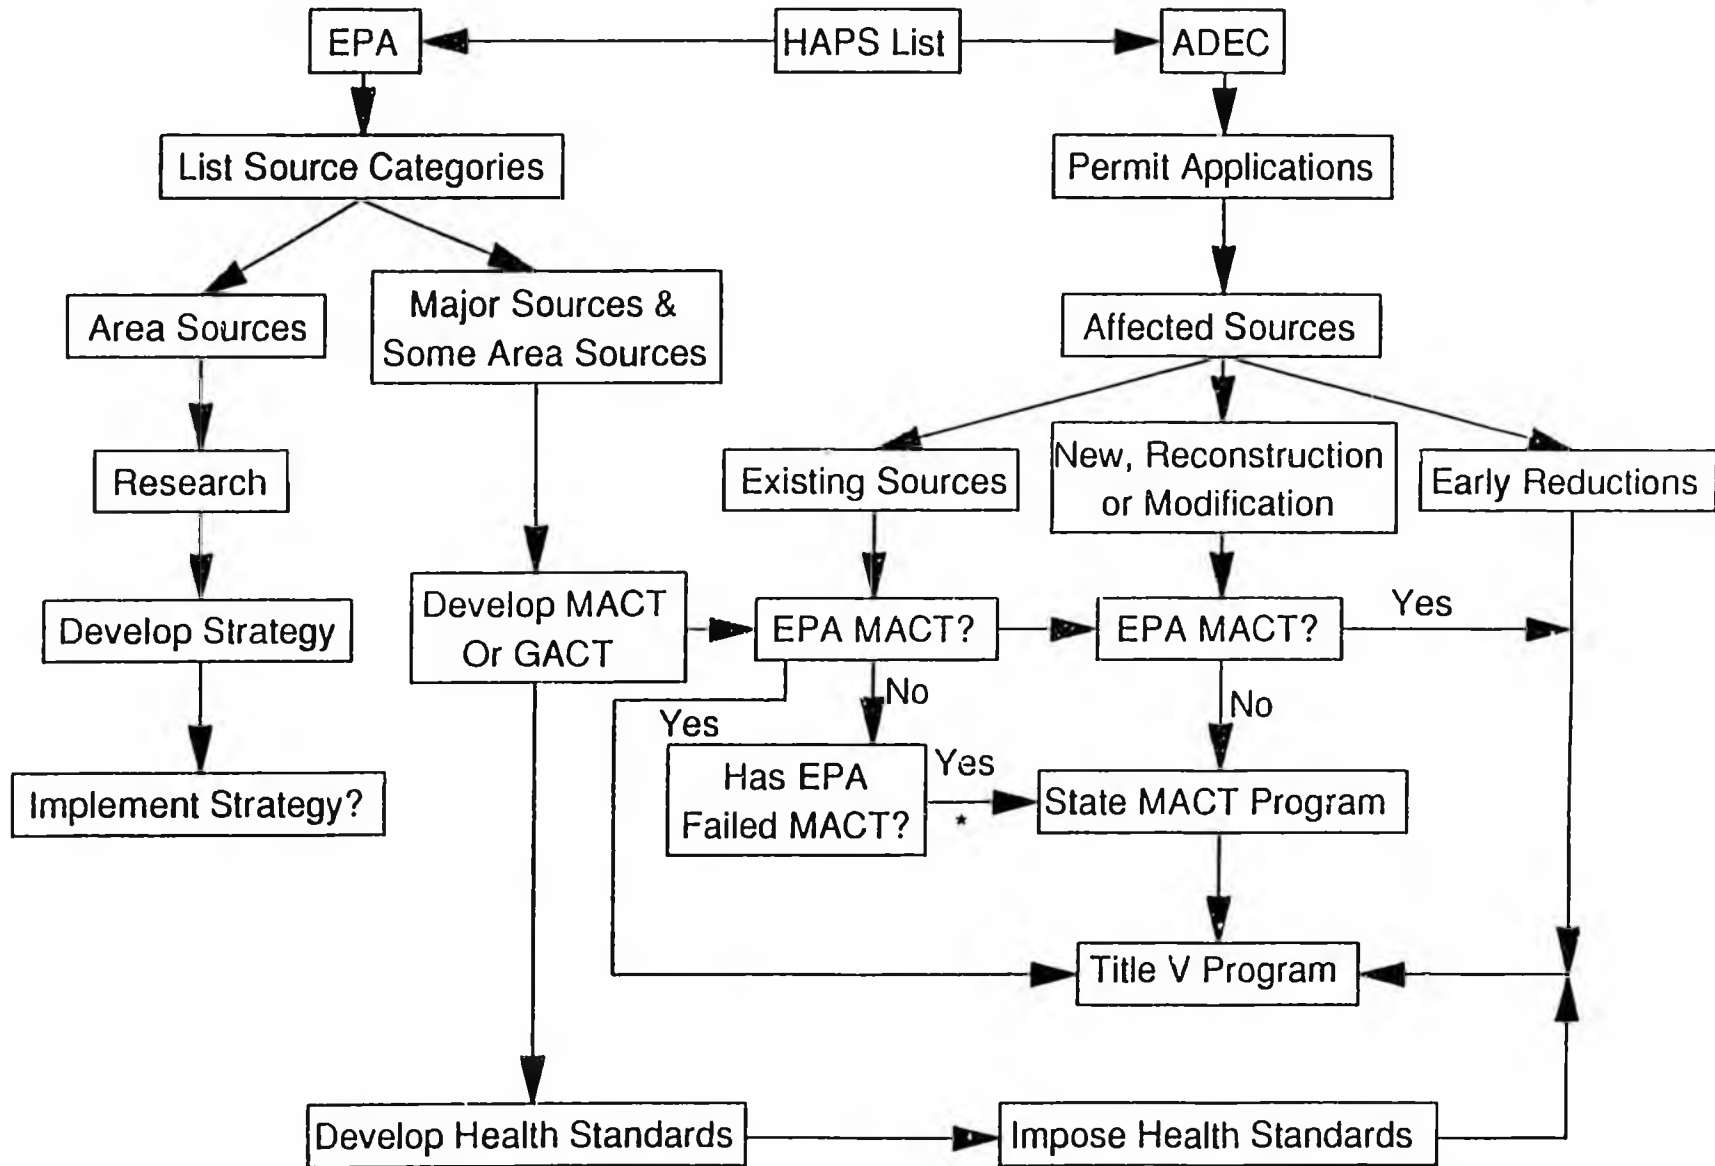 EPA
HAPS List
ADEC
List Source Categories
Permit Applications
Area Sources
Major Sources &
Some Area Sources
Affected Sources
Research
Existing Sources
New, Reconstruction
or Modification
Early Reductions
Develop Strategy
Develop MACT
Or GACT
EPA MACT?
EPA MACT?
Yes
No
No
Yes
Implement Strategy?
Has EPA
Failed MACT?
Yes
*
State MACT Program
Title V Program
Develop Health Standards
Impose Health Standards